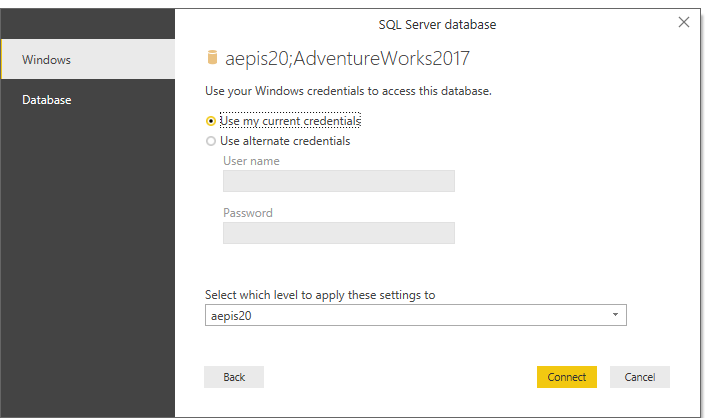 SQL Server database
Windows
Database
aepis20;AdventureWorks2017
Use your Windows credentials to access this database.
Use my current credentials
Use alternate credentials
User name
Password
Select which level to apply these settings to
aepis20
Back
Connect
Cancel